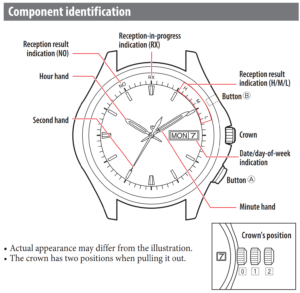 Component identification
Reception-in-progress
indication (RX)
Reception result
indication (NO)
Hour hand
Second hand
NO
RX
H
M
L
Reception result
indication (H/M/L)
Button Ⓑ
Crown
MON 7
Date/day-of-week
indication
Button Ⓐ
Minute hand
Crown's position
7
0 1 2
• Actual appearance may differ from the illustration.
• The crown has two positions when pulling it out.